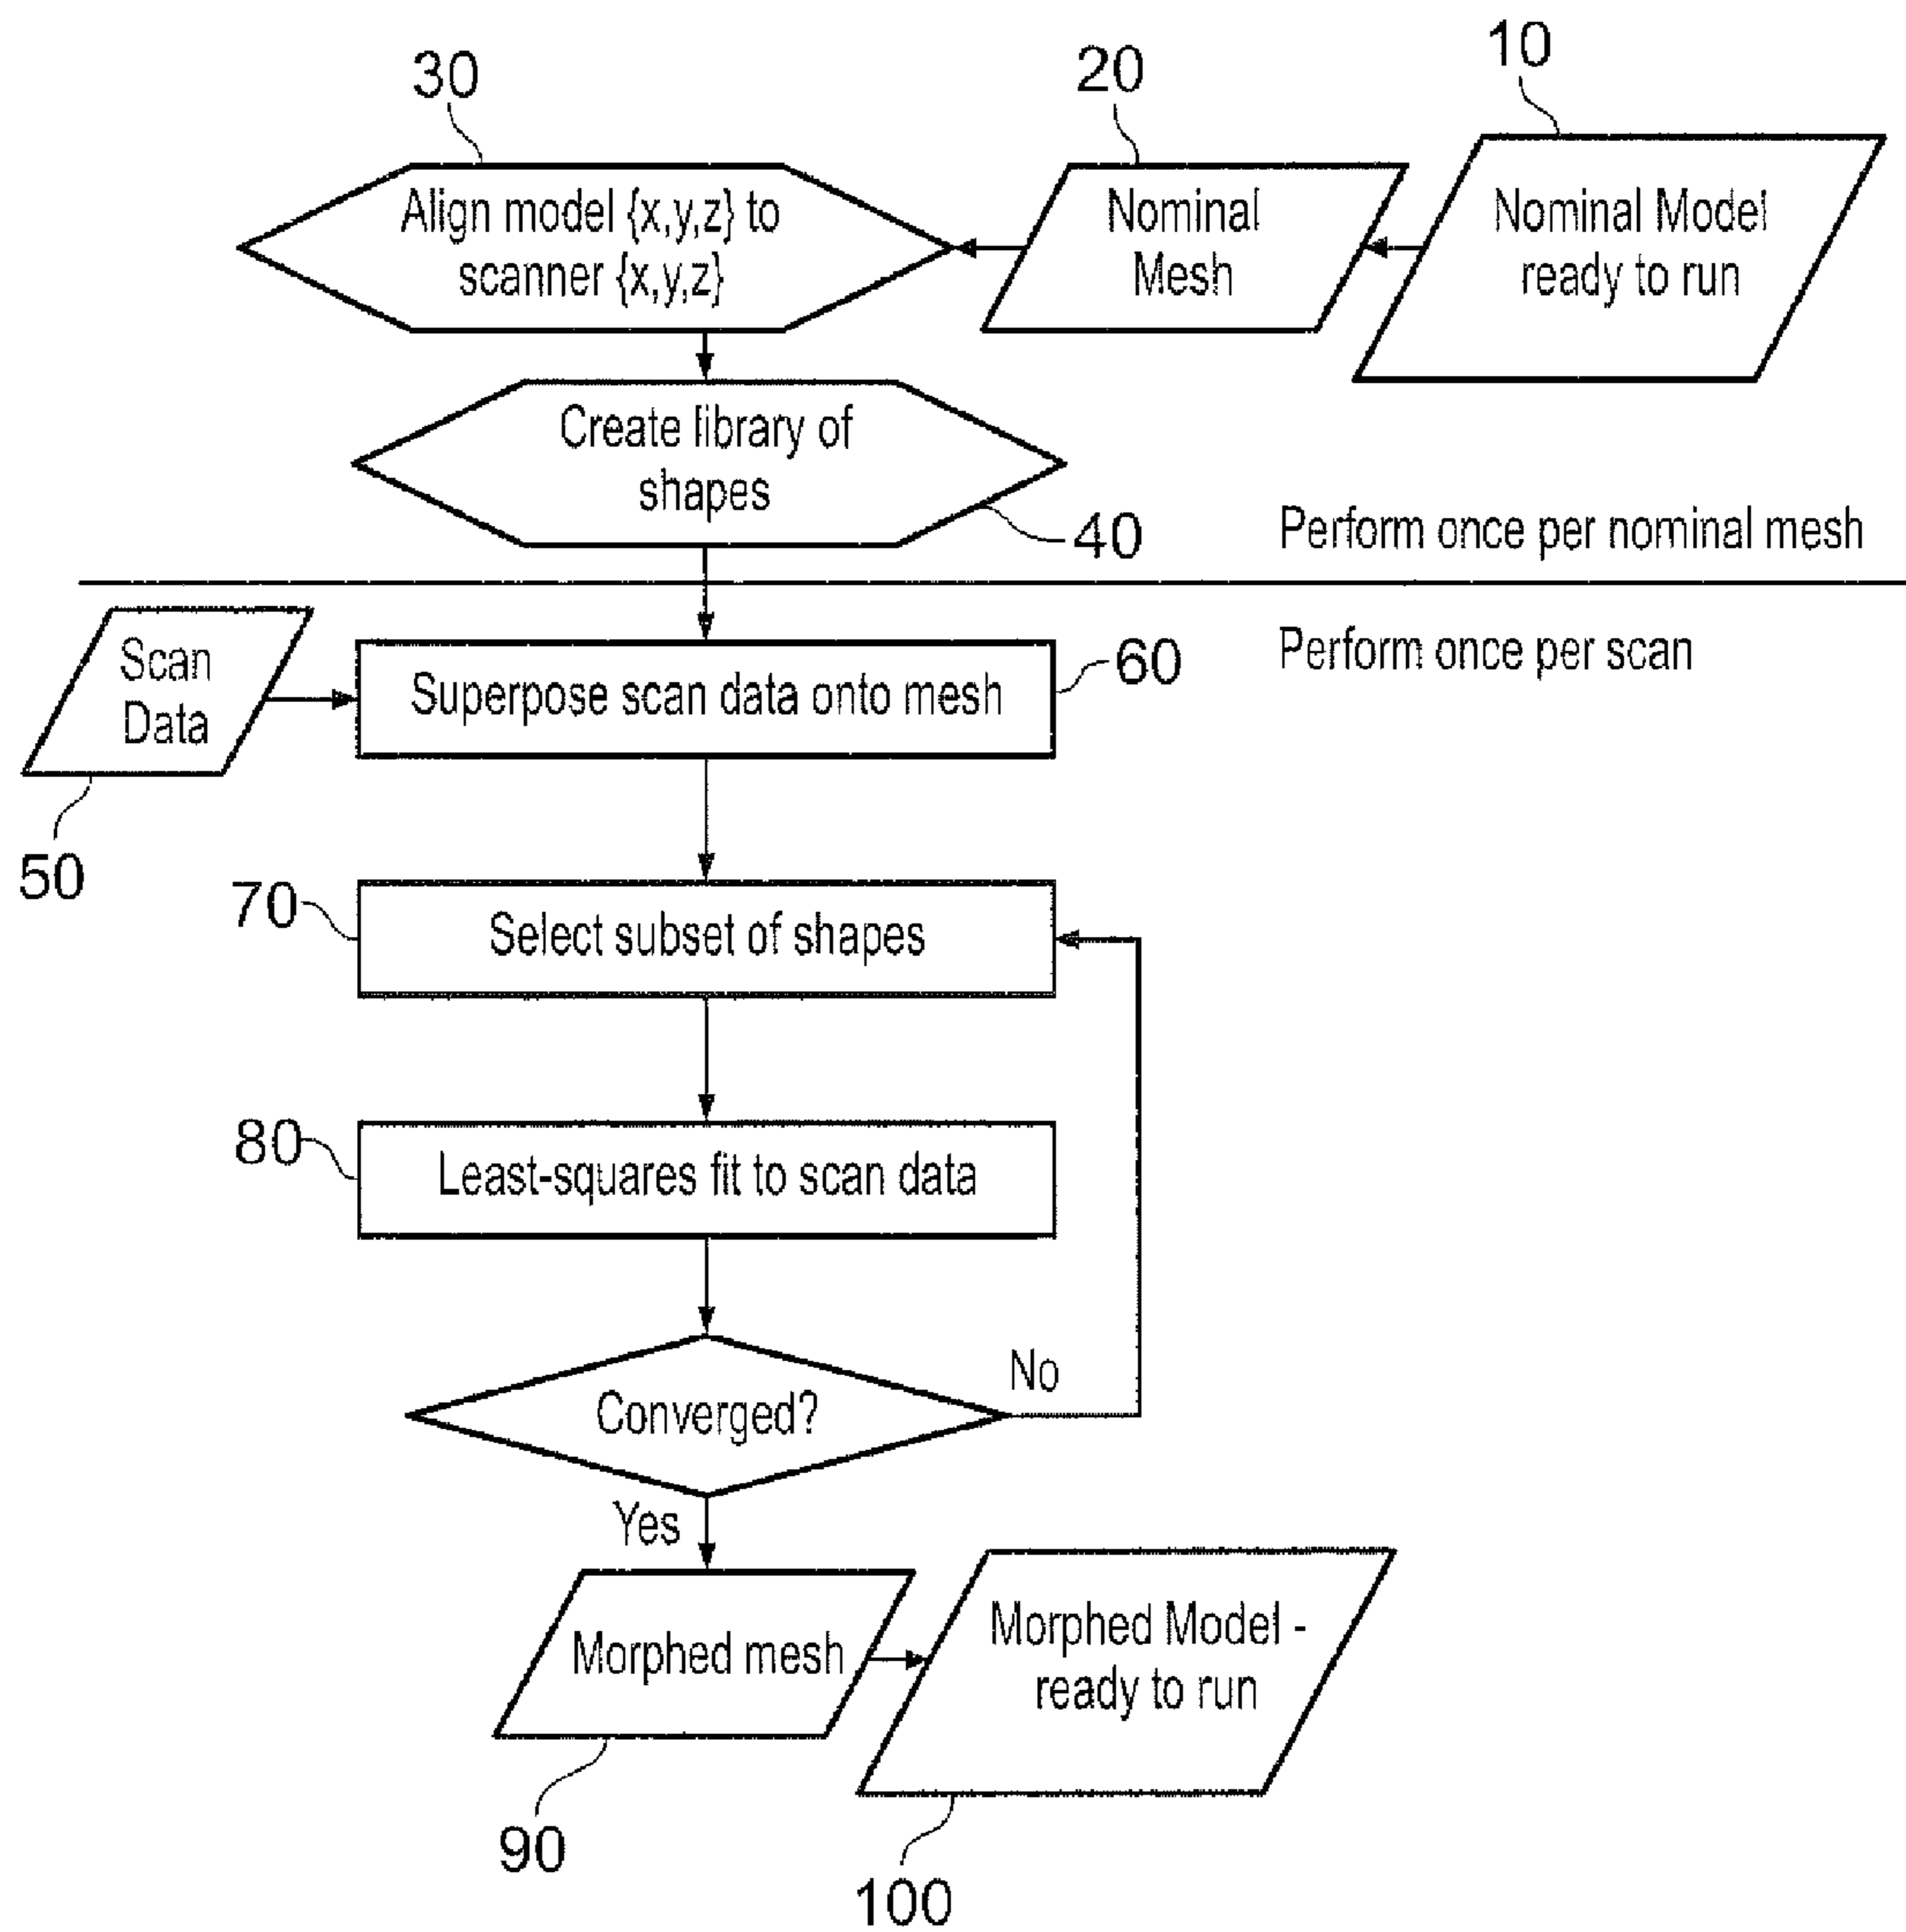 30
20
10
Align model {x,y,z} to
scanner {x,y,z}
Nominal
Mesh
Nominal Model
ready to run
Create library of
shapes
40
Perform once per nominal mesh
Scan
Data
50
Superpose scan data onto mesh
60
Perform once per scan
70
Select subset of shapes
80
Least-squares fit to scan data
Converged?
No
Yes
Morphed mesh
90
Morphed Model -
ready to run
100